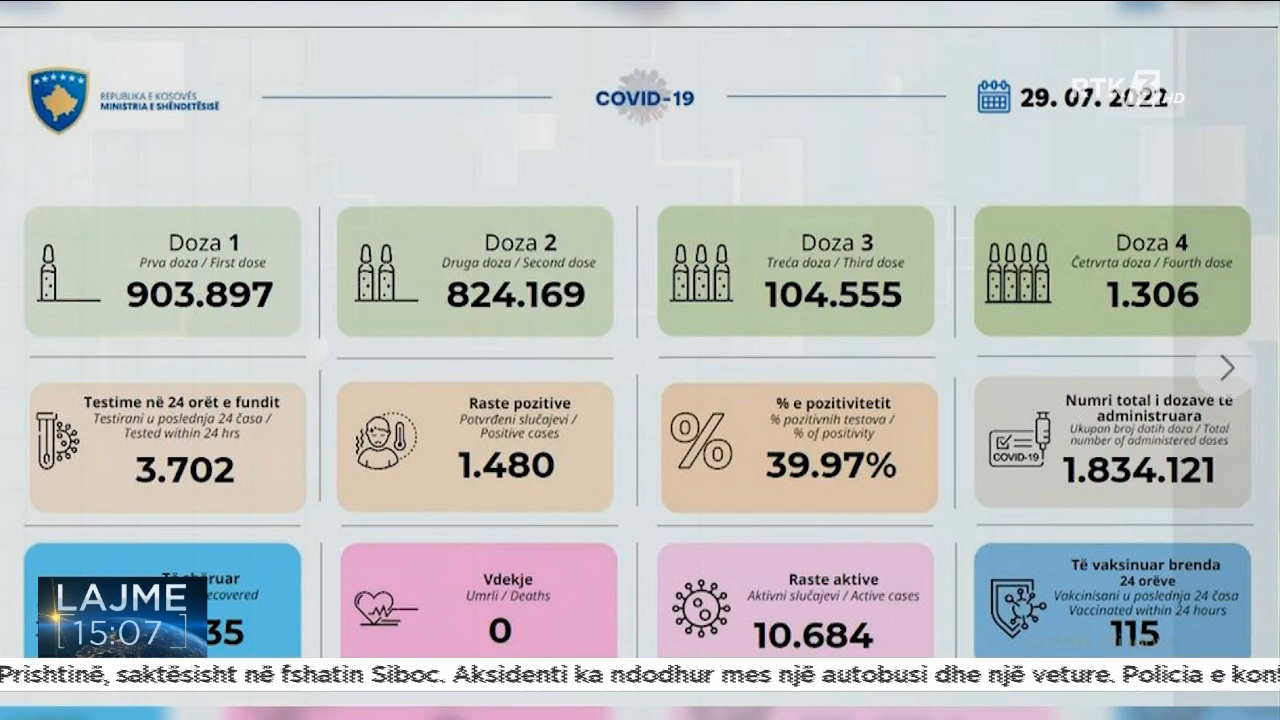 REPUBLIKA E KOSOVËS
MINISTRIA E SHËNDETËSISË
COVID-19
29. 07. 2022
RTK 3 HD
Doza 1
Prva doza / First dose
903.897
Doza 2
Druga doza / Second dose
824.169
Doza 3
Treća doza / Third dose
104.555
Doza 4
Četrvrta doza / Fourth dose
1.306
Testime në 24 orët e fundit
Testirani u poslednja 24 časa /
Tested within 24 hrs
3.702
Raste pozitive
Potvrđeni slučajevi /
Positive cases
1.480
% e pozitivitetit
% pozitivnih testova /
% of positivity
39.97%
Numri total i dozave të
administruara
Ukupon broj datih doza / Total
number of administered doses
COVID-19
1.834.121
35
Vdekje
Umrli / Deaths
0
Raste aktive
Aktivni slučajevi / Active cases
10.684
Të vaksinuar brenda
24 orëve
Vakcinisani u poslednja 24 časa
Vaccinated within 24 hours
115
LAJME
15:07
Prishtinë, saktësisht në fshatin Siboc. Aksidenti ka ndodhur mes një autobusi dhe një veture. Policia e